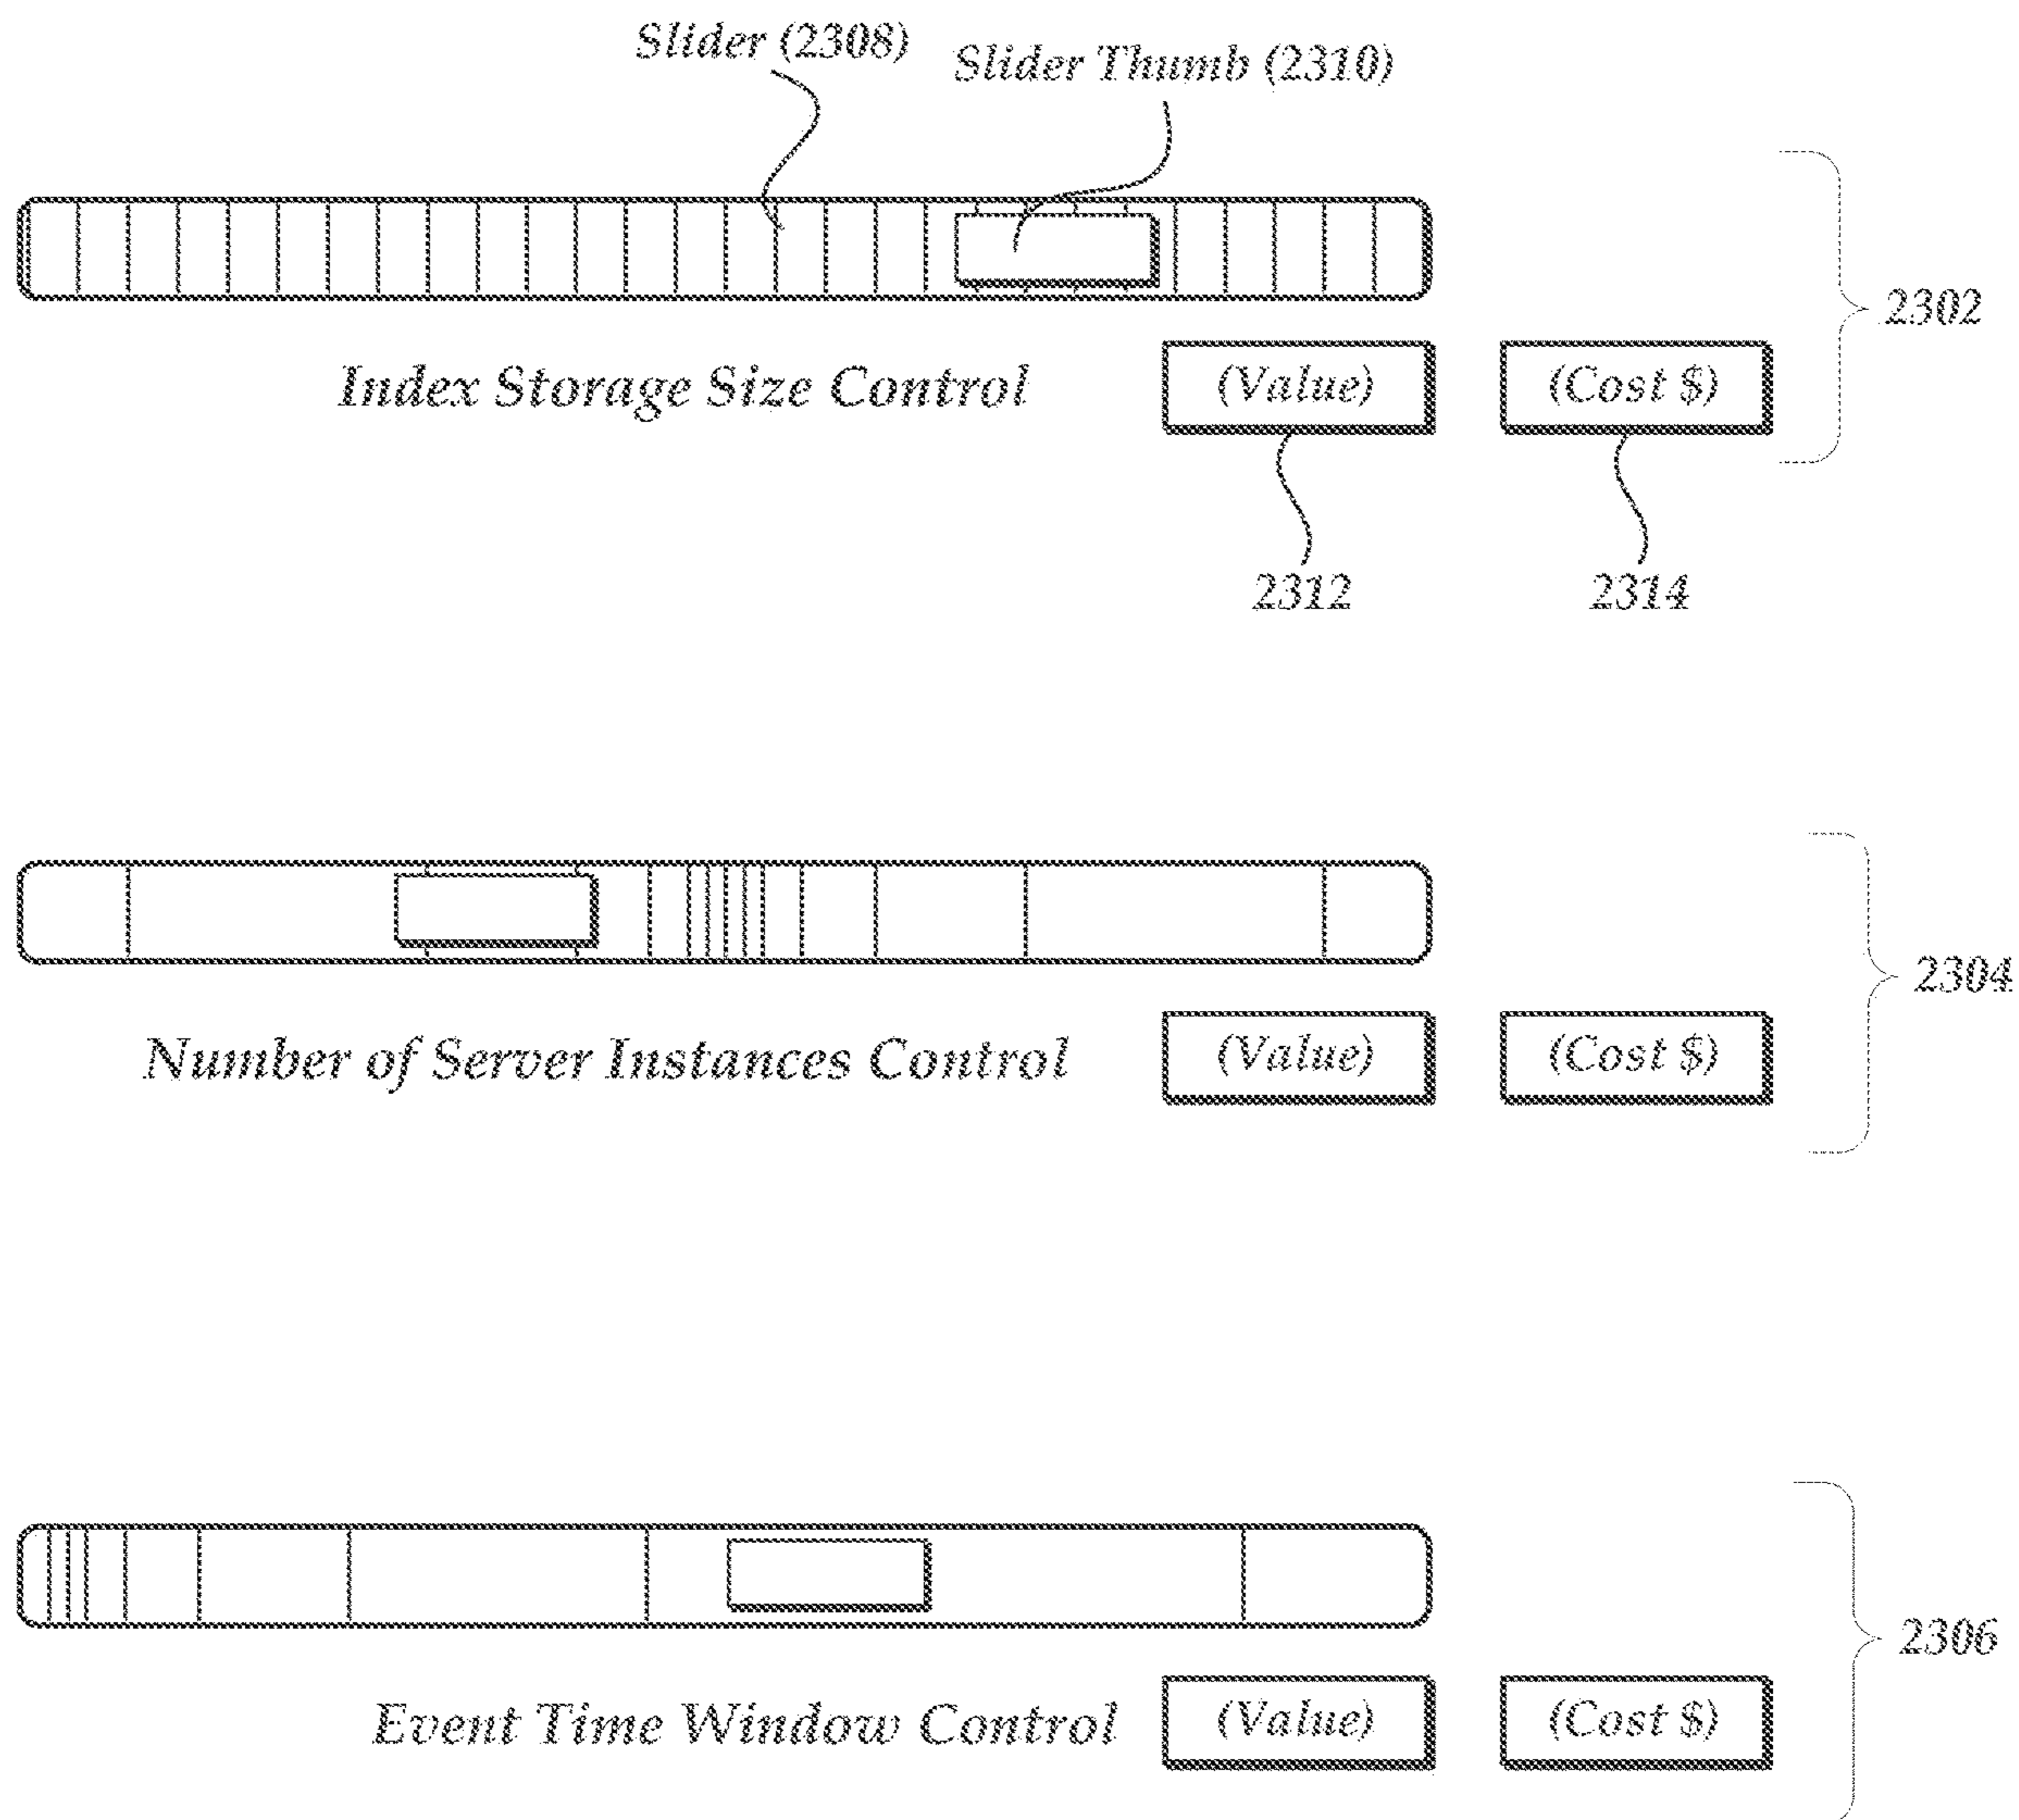 Slider (2308)
Slider Thumb (2310)
2302
Index Storage Size Control
(Value)
(Cost $)
2312
2314
2304
Number of Server Instances Control
(Value)
(Cost $)
2306
Event Time Window Control
(Value)
(Cost $)